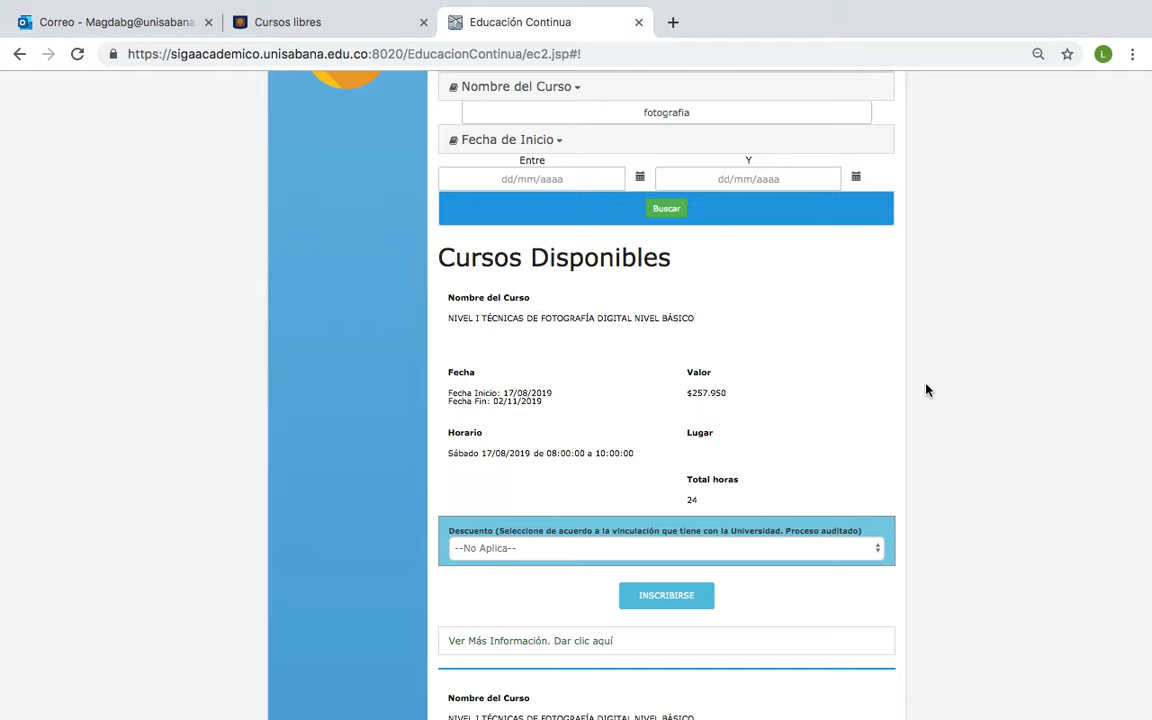 Correo - Magdabg@unisabana
Cursos libres
Educación Continua
https://sigaacademico.unisabana.edu.co:8020/EducacionContinua/ec2.jsp#!
L
Nombre del Curso
fotografia
Fecha de Inicio
Entre
Y
dd/mm/aaaa
dd/mm/aaaa
Buscar
Cursos Disponibles
Nombre del Curso
NIVEL I TÉCNICAS DE FOTOGRAFÍA DIGITAL NIVEL BÁSICO
Fecha
Valor
Fecha Inicio: 17/08/2019
$257.950
Fecha Fin: 02/11/2019
Horario
Lugar
Sábado 17/08/2019 de 08:00:00 a 10:00:00
Total horas
24
Descuento (Seleccione de acuerdo a la vinculación que tiene con la Universidad. Proceso auditado)
--No Aplica--
INSCRIBIRSE
Ver Más Información. Dar clic aquí
Nombre del Curso
NIVEL I TÉCNICAS DE FOTOGRAFÍA DIGITAL NIVEL BÁSICO